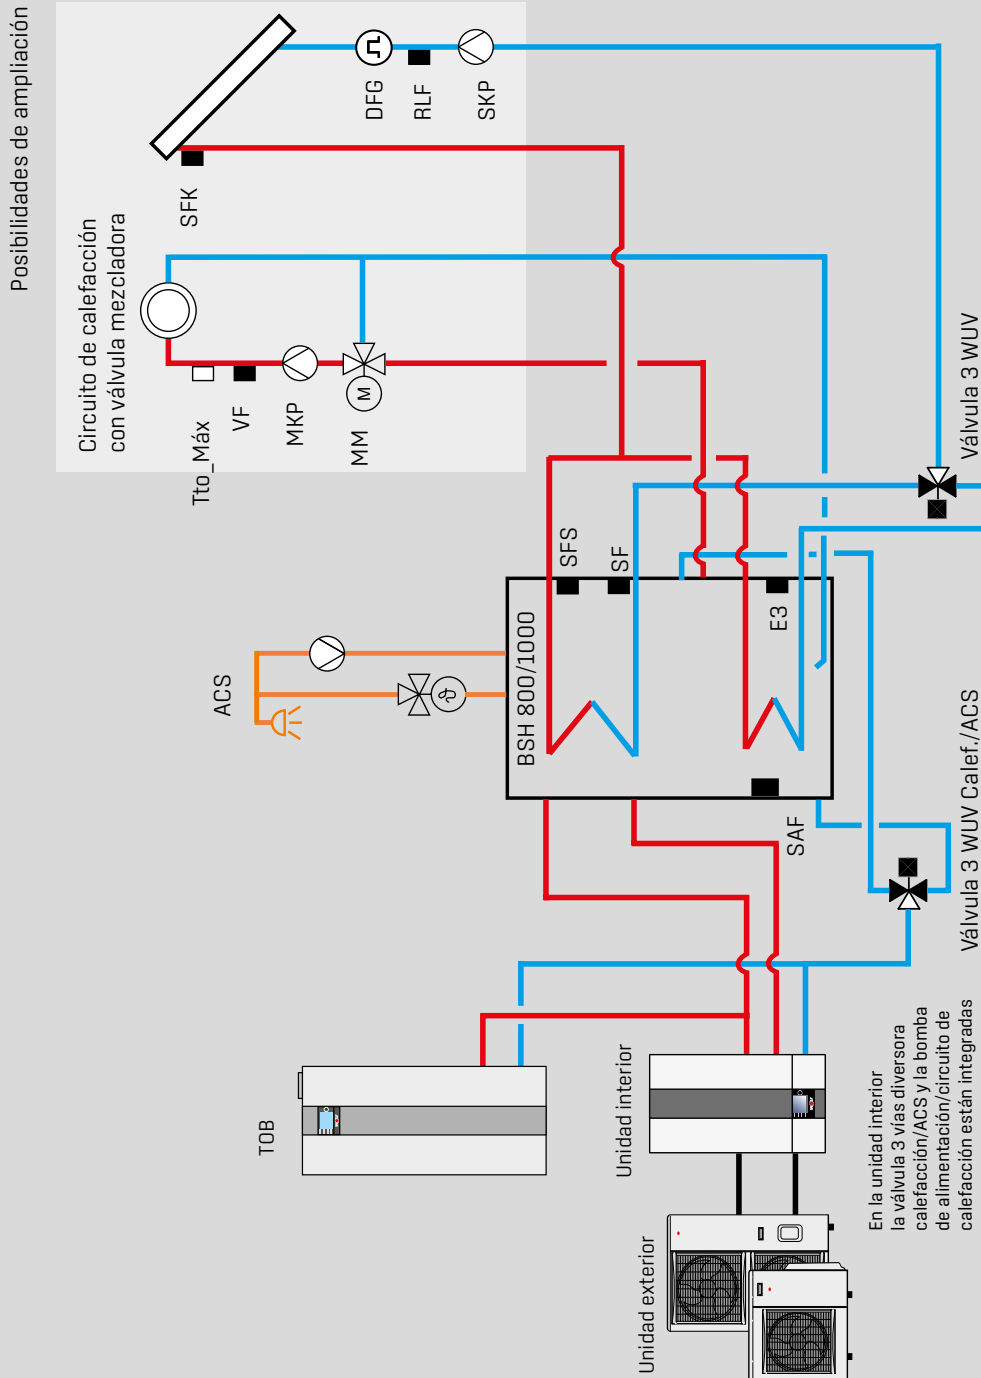 Posibilidades de ampliación
DFG
RLF
SKP
SFK
Circuito de calefacción
con válvula mezcladora
Tto_Máx
VF
MKP
MM
M
Válvula 3 WUV
ACS
BSH 800/1000
SFS
SF
E3
SAF
Válvula 3 WUV Calef./ACS
TOB
Unidad interior
Unidad exterior
En la unidad interior
la válvula 3 vías diversora
calefacción/ACS y la bomba
de alimentación/circuito de
calefacción están integradas